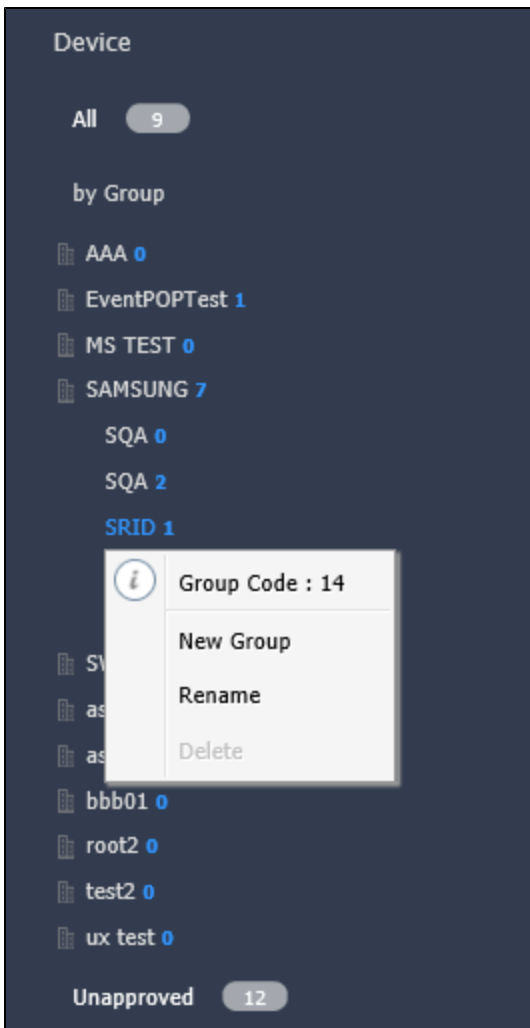 Device
All 9
by Group
AAA 0
EventPOPTest 1
MS TEST 0
SAMSUNG 7
SQA 0
SQA 2
SRID 1
i Group Code : 14
New Group
Rename
Delete
bbb01 0
root2 0
test2 0
ux test 0
Unapproved 12